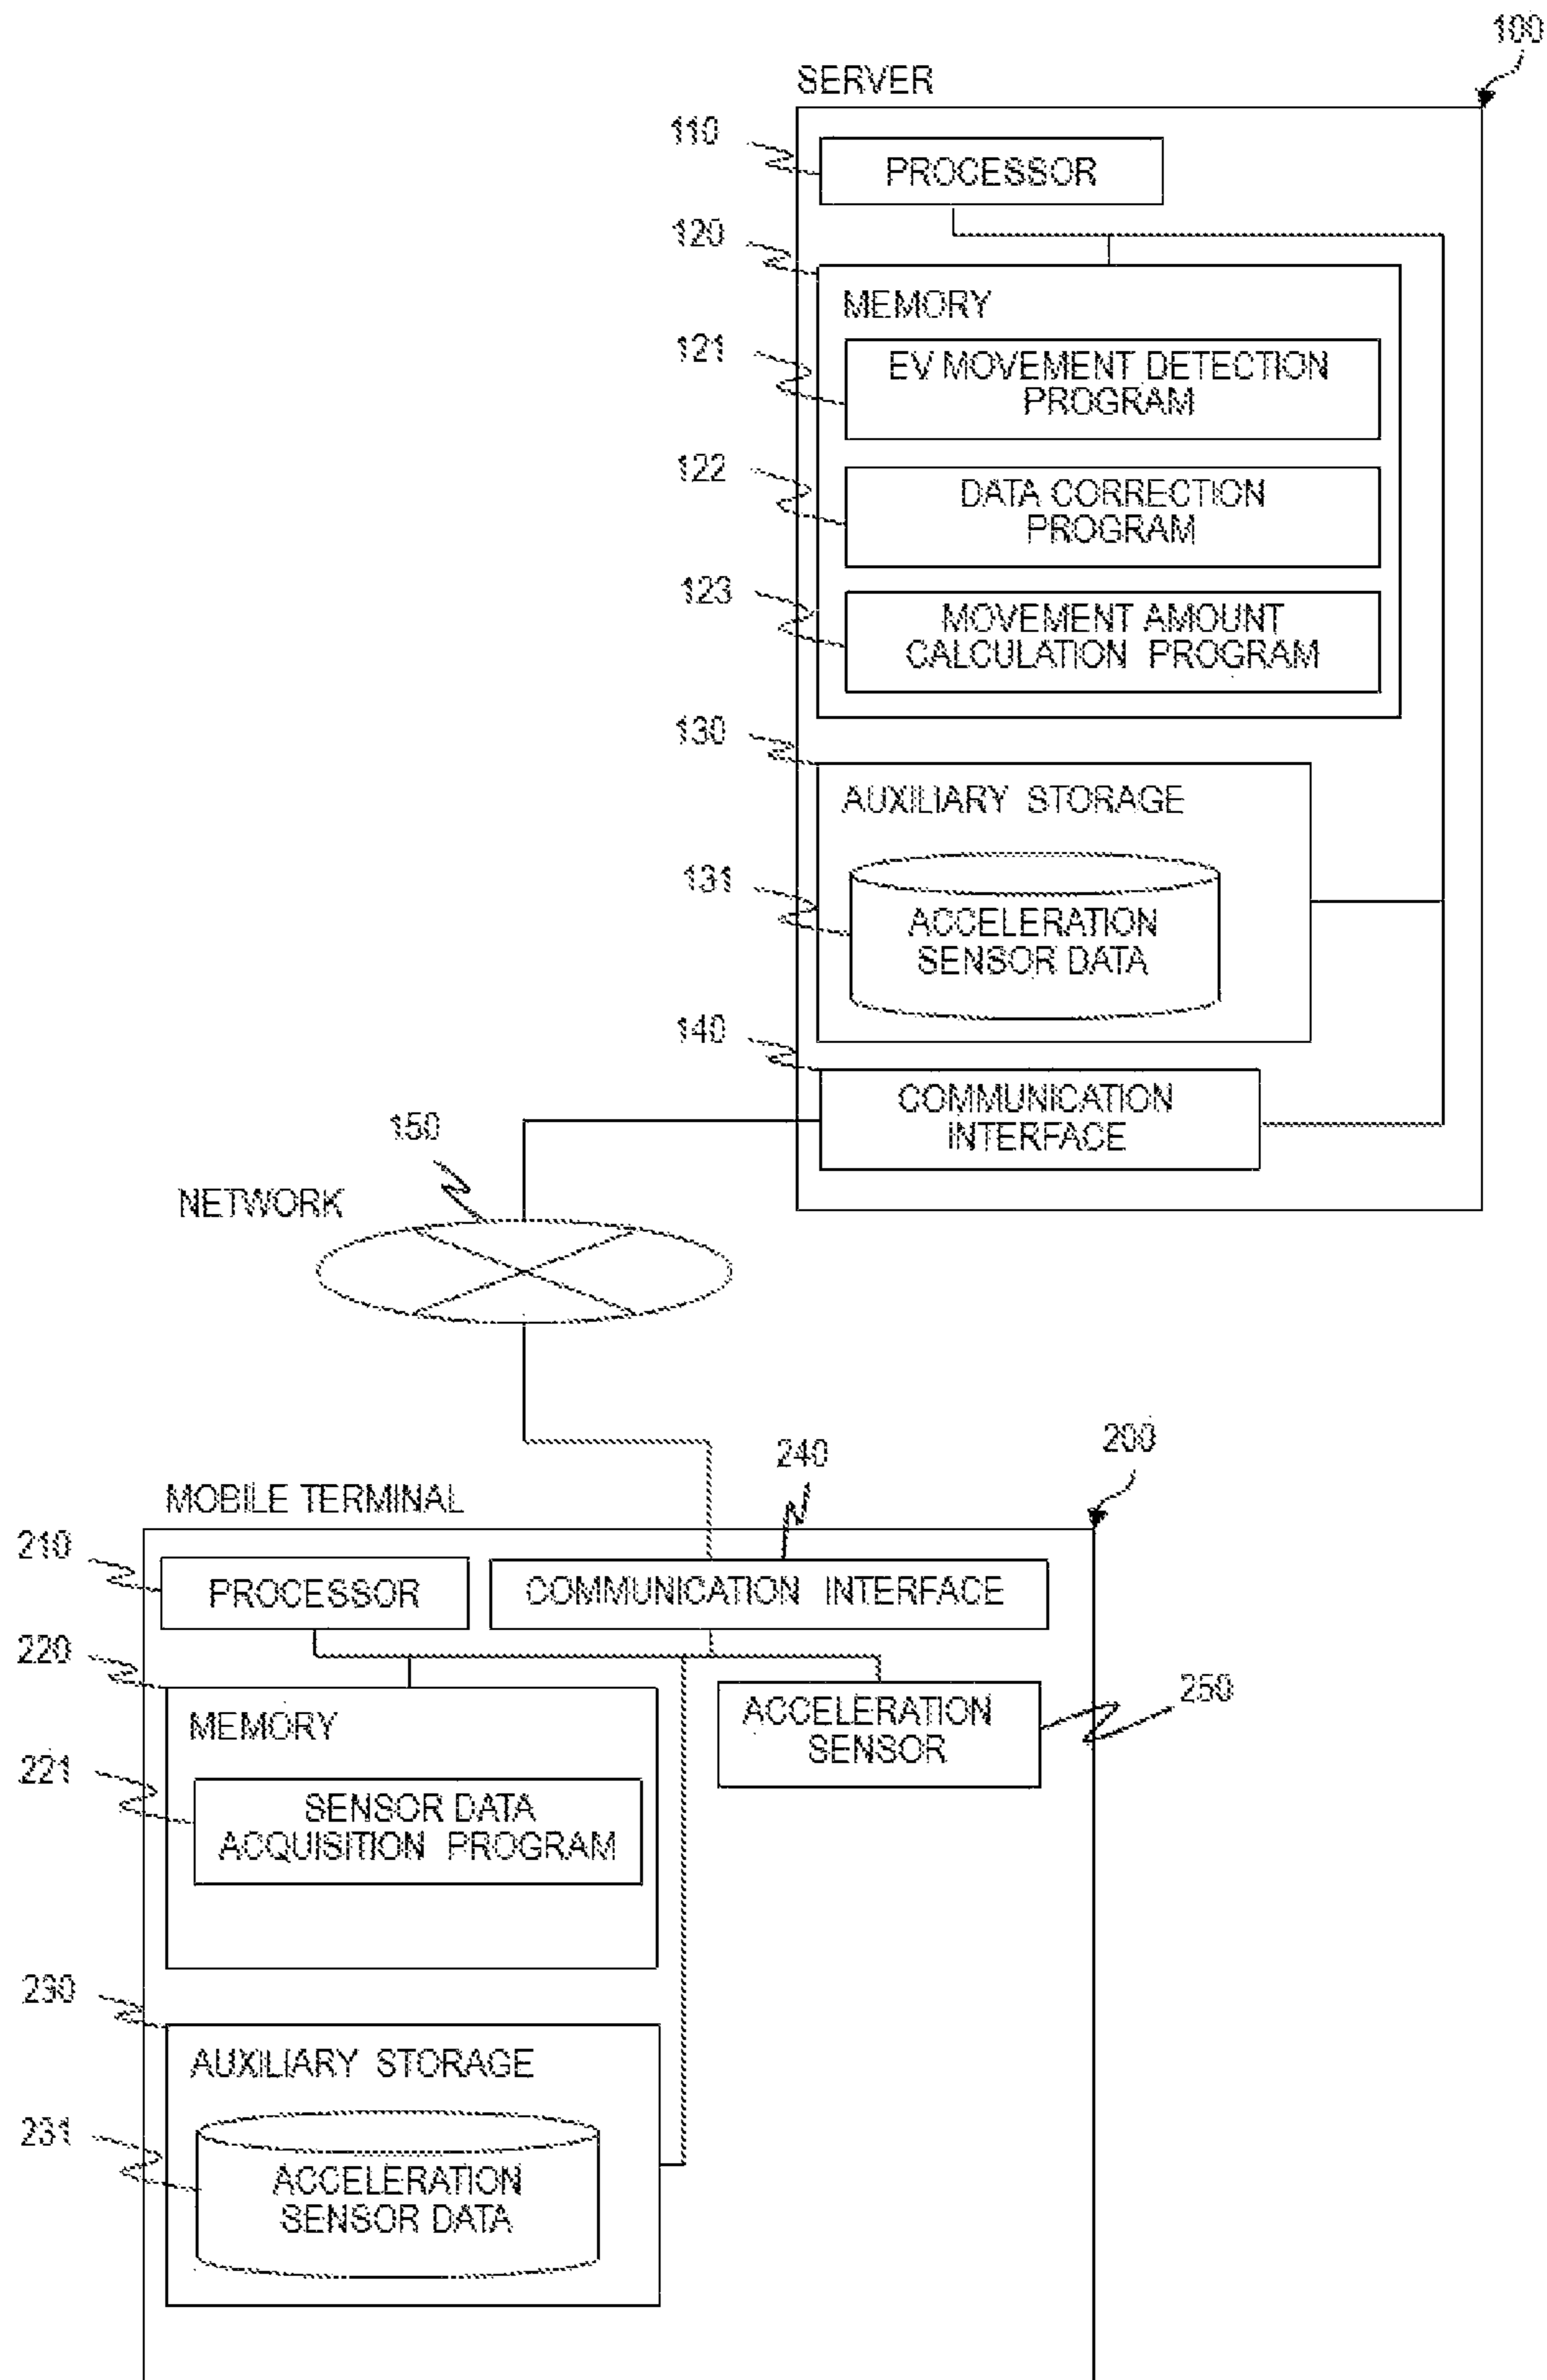 100
SERVER
110
PROCESSOR
120
MEMORY
121
EV MOVEMENT DETECTION
PROGRAM
122
DATA CORRECTION
PROGRAM
123
MOVEMENT AMOUNT
CALCULATION PROGRAM
130
AUXILIARY STORAGE
131
ACCELERATION
SENSOR DATA
140
COMMUNICATION
INTERFACE
150
NETWORK
200
240
MOBILE TERMINAL
210
PROCESSOR
COMMUNICATION INTERFACE
220
250
MEMORY
ACCELERATION
SENSOR
221
SENSOR DATA
ACQUISITION PROGRAM
230
AUXILIARY STORAGE
231
ACCELERATION
SENSOR DATA